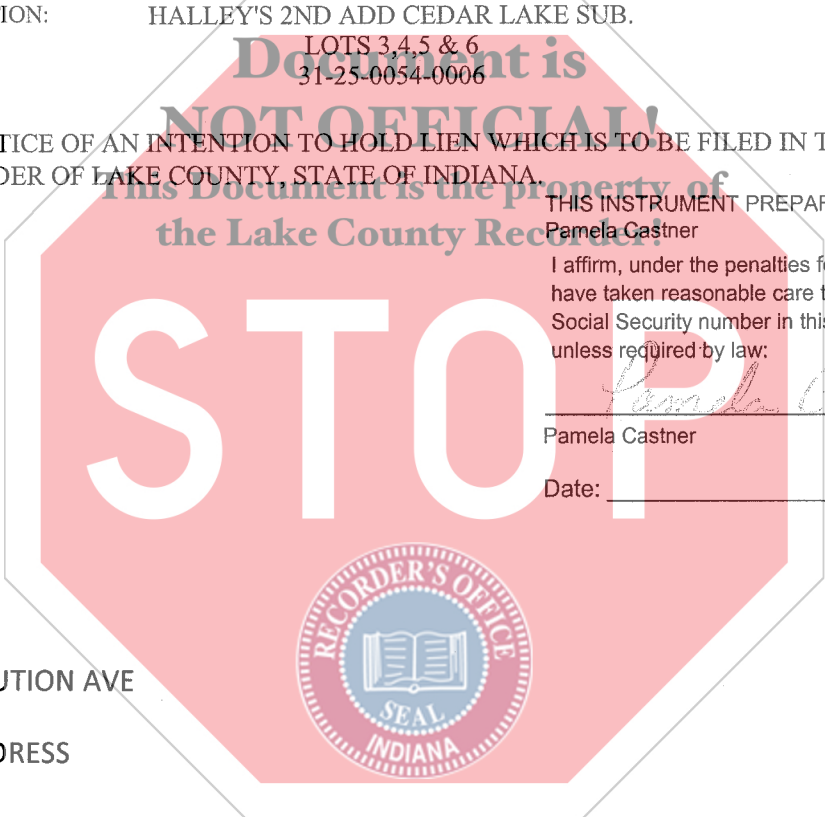 ION: HALLEY'S 2ND ADD CEDAR LAKE SUB.
LOTS 3,4,5 & 6
31-25-0054-0006
Document is
NOT OFFICIAL!
TICE OF AN INTENTION TO HOLD LIEN WHICH IS TO BE FILED IN T
DER OF LAKE COUNTY, STATE OF INDIANA.
This Document is the property of
the Lake County Recorder!
THIS INSTRUMENT PREPAR
Pamela Castner
I affirm, under the penalties f
have taken reasonable care t
Social Security number in this
unless required by law:
Pamela C
Pamela Castner
Date:
STOP
RECORDER'S OFFICE
SEAL
INDIANA
UTION AVE
DRESS